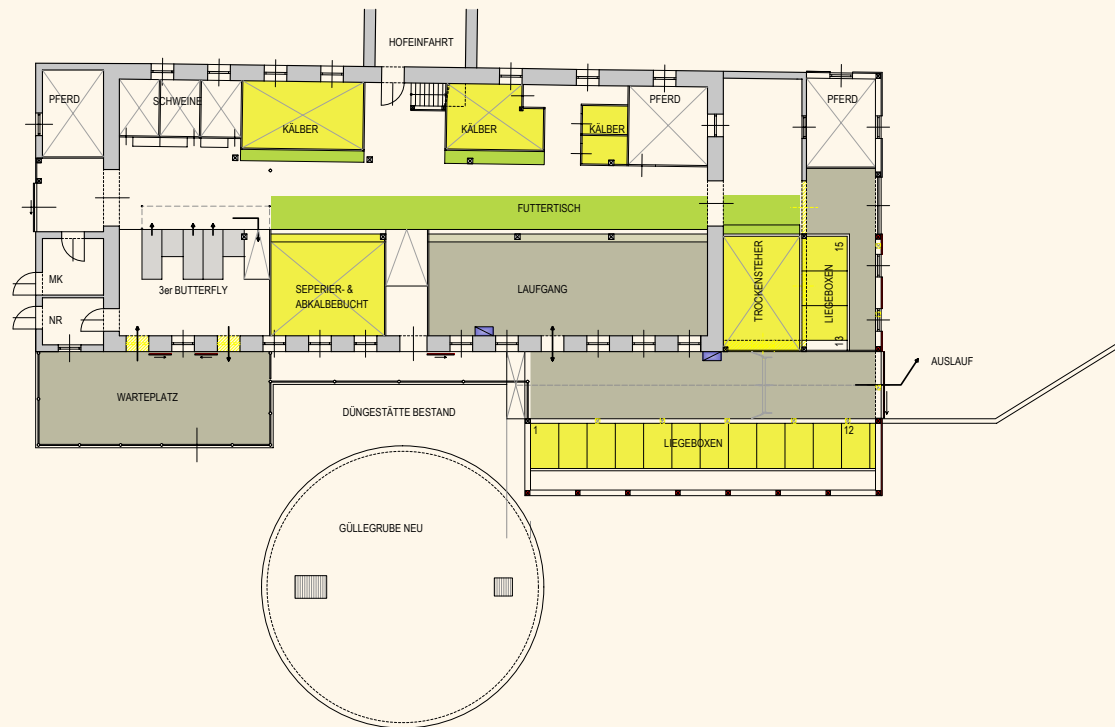 HOFEINFAHRT
PFERD
SCHWEINE
KÄLBER
KÄLBER
KÄLBER
PFERD
PFERD
FUTTERTISCH
MK
NR
3er BUTTERFLY
SEPERIER- &
ABKALBEBUCHT
LAUFGANG
TROCKENSTEHER
LIEGEBOXEN
15
13
WARTEPLATZ
DÜNGESTÄTTE BESTAND
AUSLAUF
1
LIEGEBOXEN
12
GÜLLEGRUBE NEU